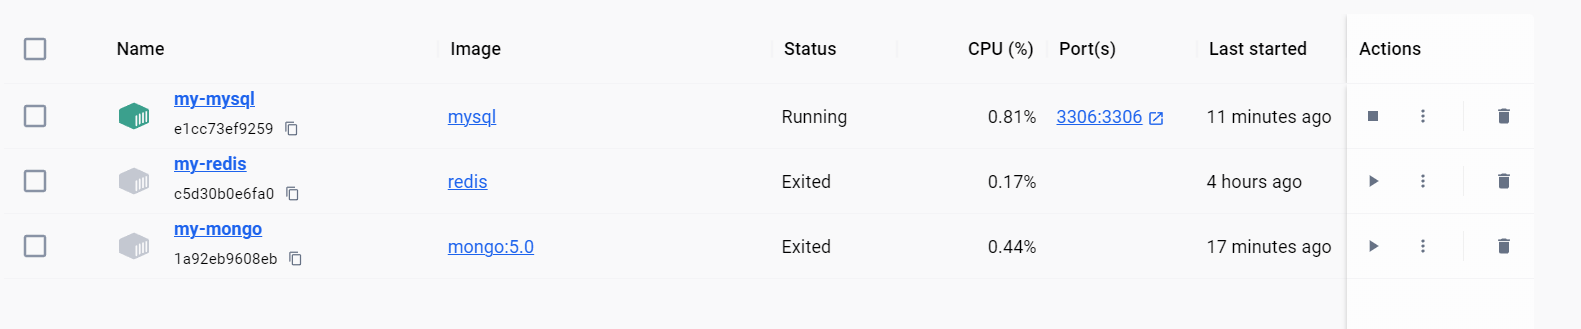 Name Image Status CPU (%) Port(s) Last started Actions
my-mysql
e1cc73ef9259 mysql Running 0.81% 3306:3306 11 minutes ago
my-redis
c5d30b0e6fa0 redis Exited 0.17% 4 hours ago
my-mongo
1a92eb9608eb mongo:5.0 Exited 0.44% 17 minutes ago